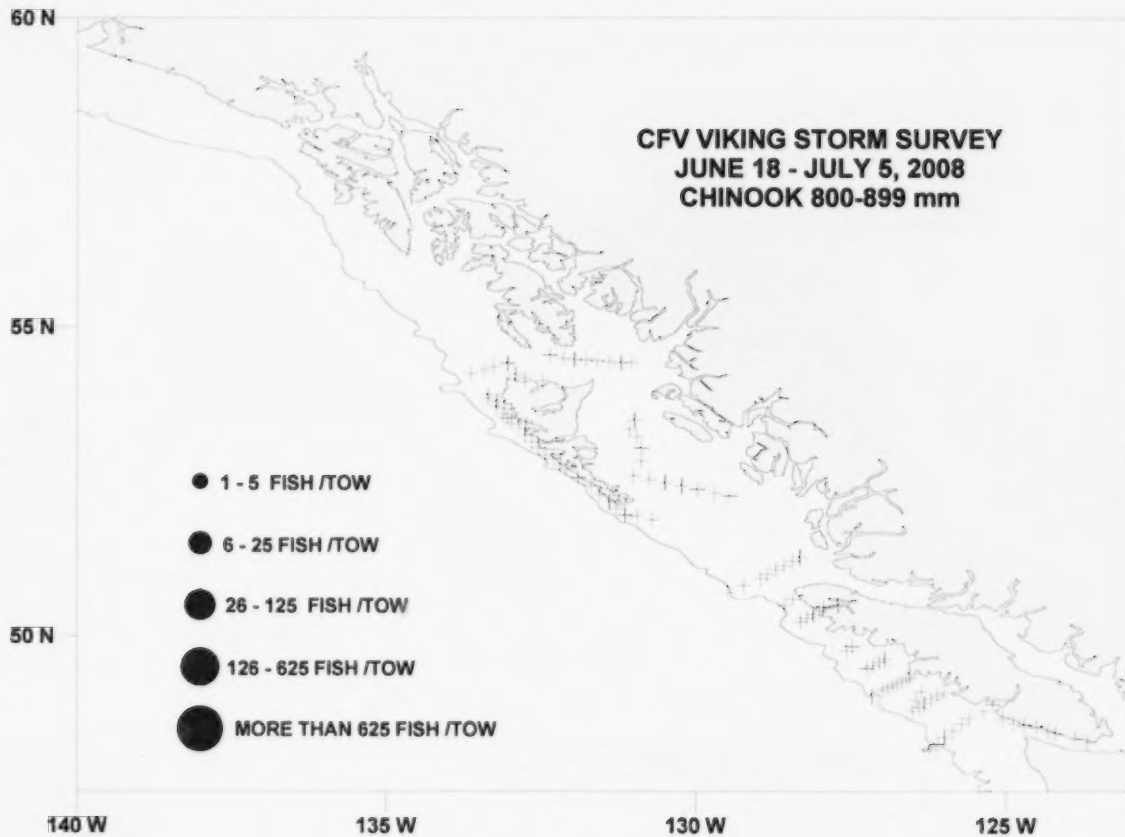 60 N
CFV VIKING STORM SURVEY
JUNE 18 - JULY 5, 2008
CHINOOK 800-899 mm
55 N
1 - 5 FISH /TOW
6 - 25 FISH /TOW
26 - 125 FISH /TOW
50 N
126 - 625 FISH /TOW
MORE THAN 625 FISH /TOW
140 W
135 W
130 W
125 W